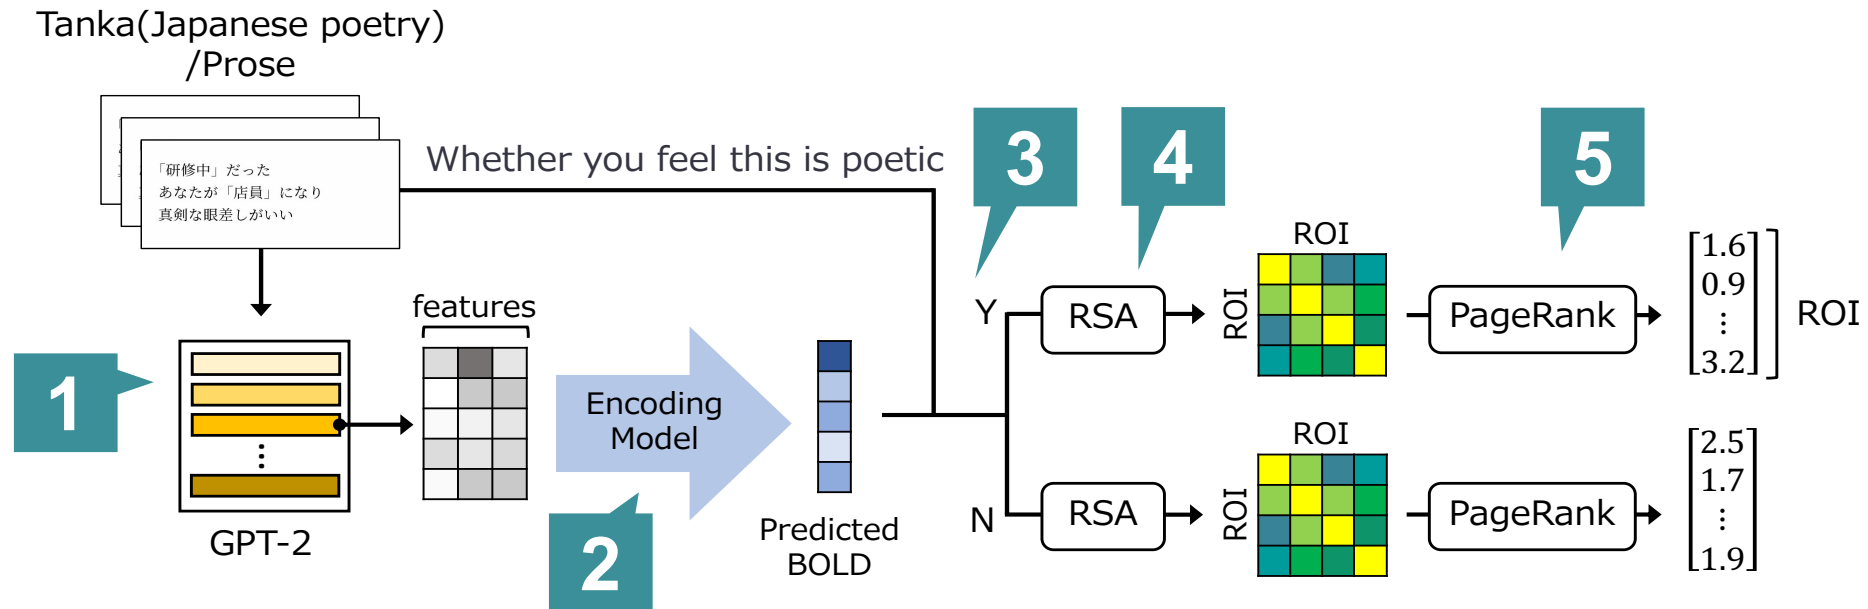 Tanka(Japanese poetry)
/Prose
「研修中」だった
あなたが「店員」になり
真剣な眼差しがいい
Whether you feel this is poetic
1
GPT-2
features
Encoding
Model
2
Predicted
BOLD
3
4
5
Y
RSA
ROI
ROI
PageRank
1.6
0.9
⋮
3.2
ROI
N
RSA
ROI
ROI
PageRank
2.5
1.7
⋮
1.9